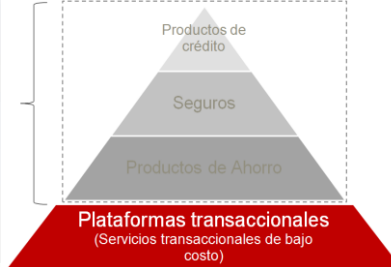 Productos de
crédito
Seguros
Productos de Ahorro
Plataformas transaccionales
(Servicios transaccionales de bajo
costo)